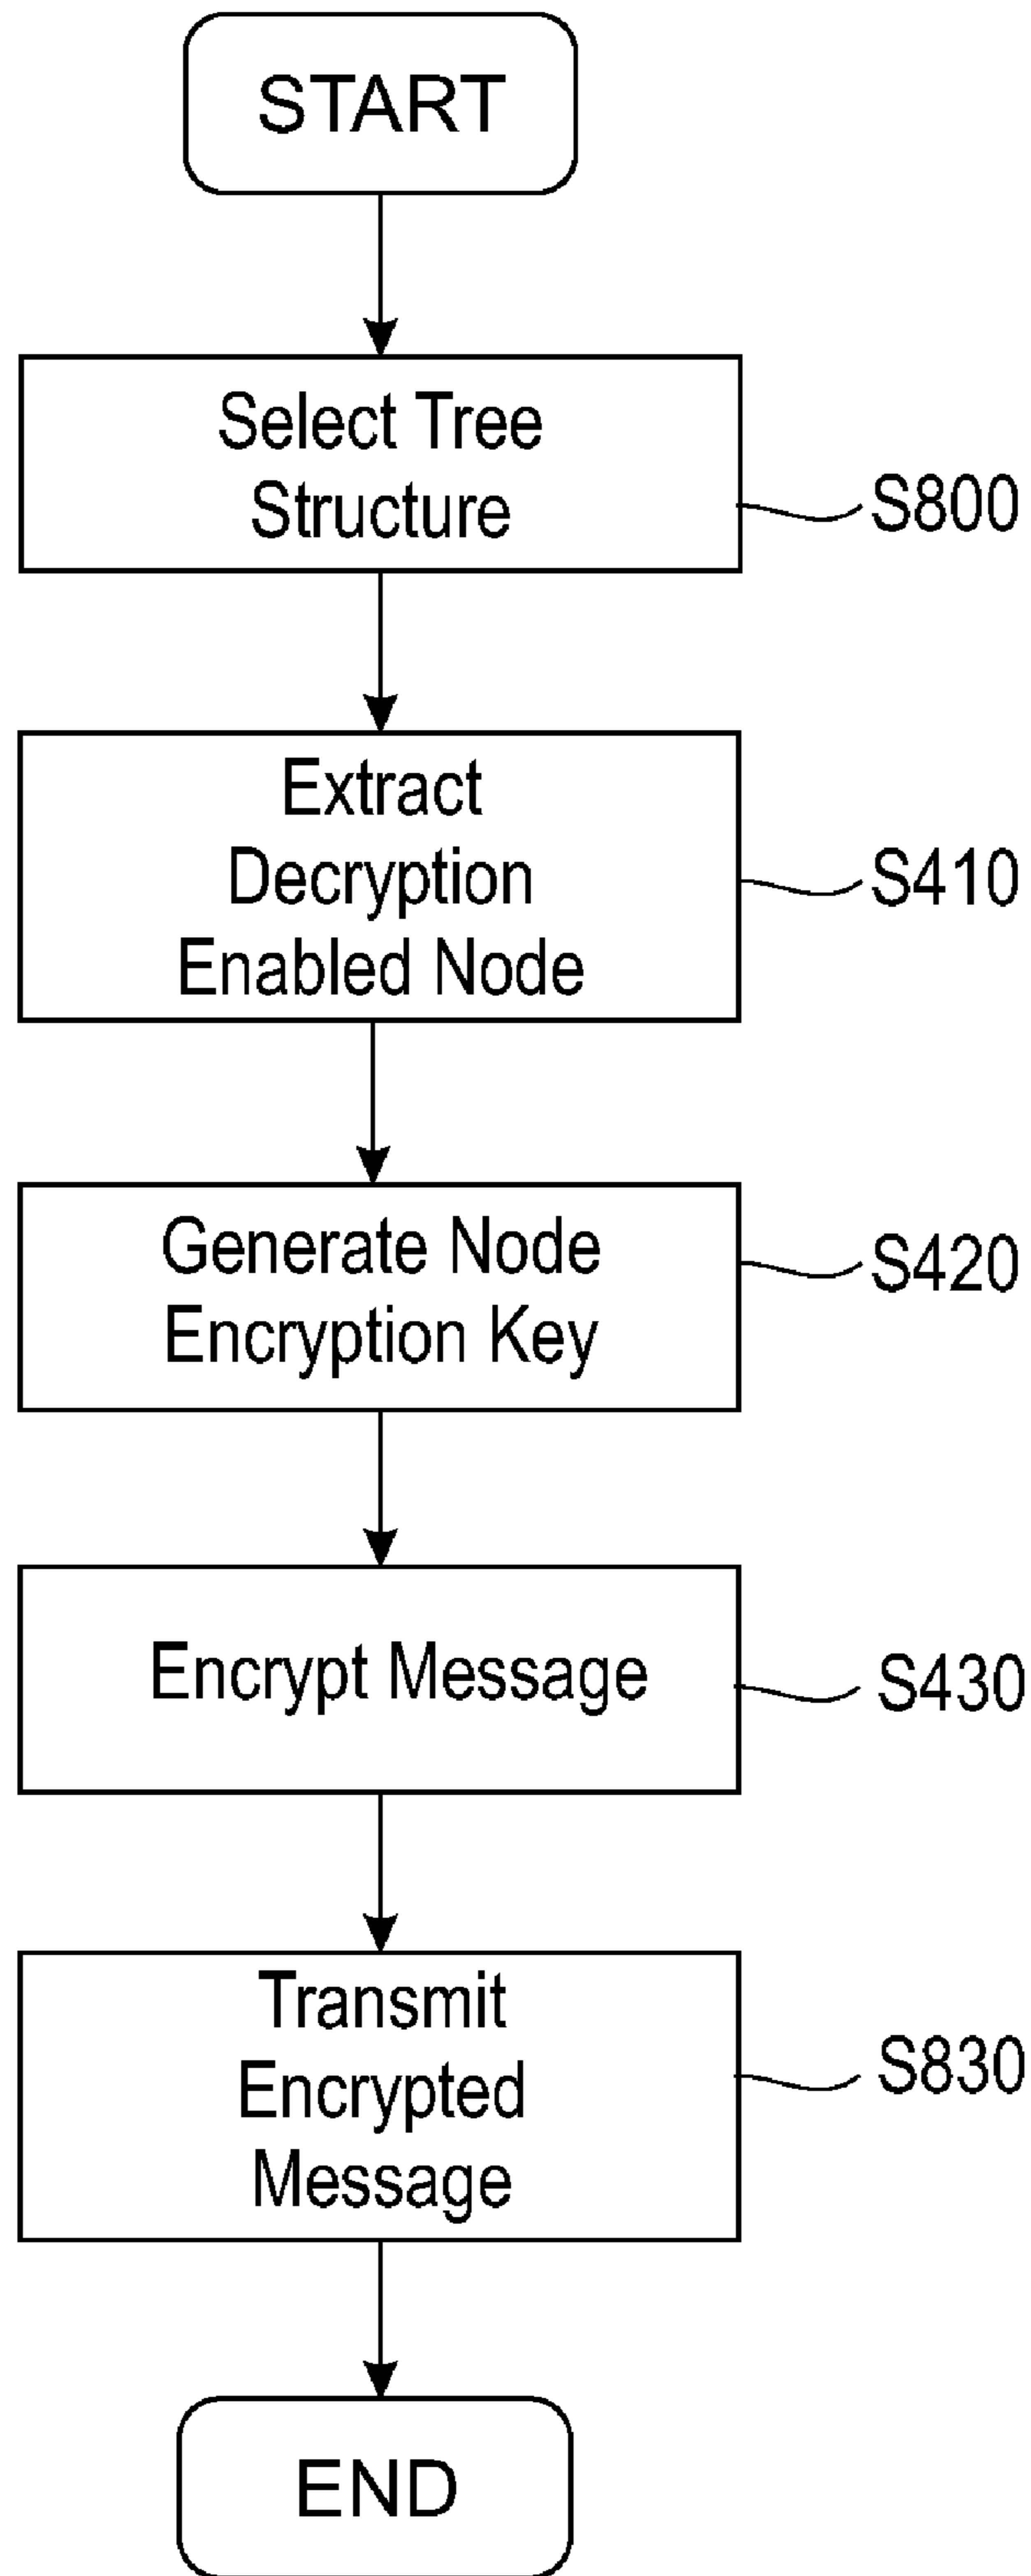 START
Select Tree
Structure
S800
Extract
Decryption
Enabled Node
S410
Generate Node
Encryption Key
S420
Encrypt Message
S430
Transmit
Encrypted
Message
S830
END